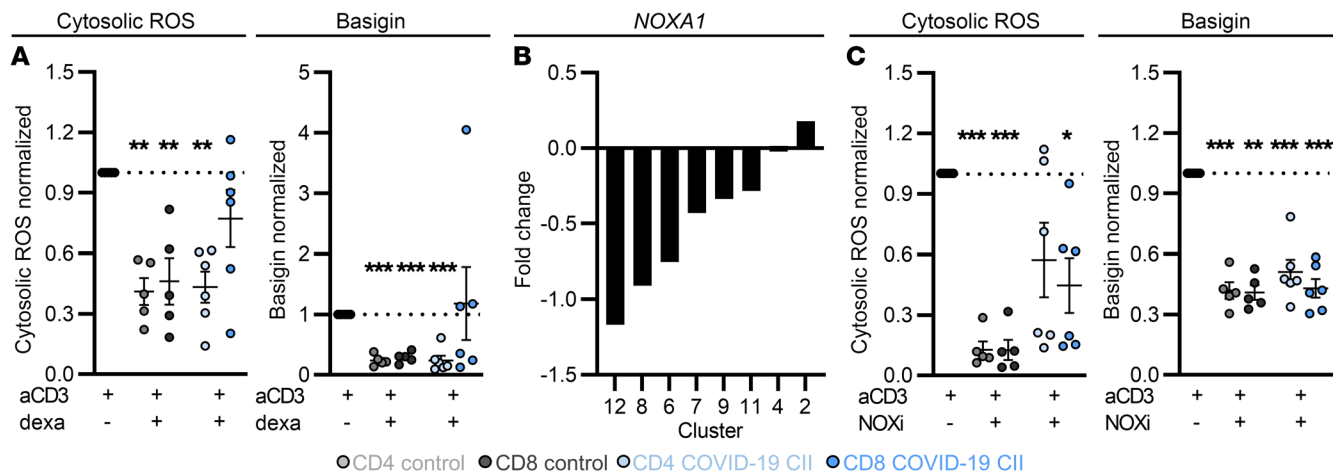 Cytosolic ROS Basigin NOXA1 Cytosolic ROS Basigin
A
Cytosolic ROS normalized
1.5
1.2
0.9
0.6
0.3
0.0
** ** **
aCD3 + + +
dexa - + +
Basigin normalized
5
4
3
2
1
0
*** *** ***
aCD3 + + +
dexa - + +
B
Fold change
0.5
0.0
-0.5
-1.0
-1.5
12 8 6 7 9 11 4 2
Cluster
C
Cytosolic ROS normalized
1.5
1.2
0.9
0.6
0.3
0.0
*** *** *
aCD3 + + +
NOXi - + +
Basigin normalized
1.5
1.2
0.9
0.6
0.3
0.0
*** ** *** ***
aCD3 + + +
NOXi - + +
CD4 control CD8 control CD4 COVID-19 CII CD8 COVID-19 CII